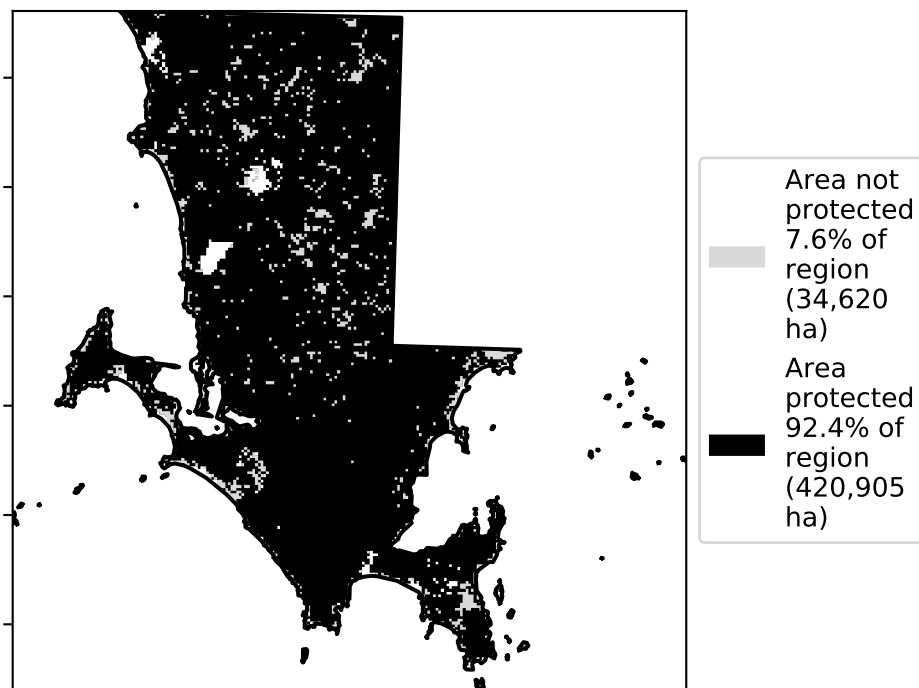 Area not
protected
7.6% of
region
(34,620
ha)
Area
protected
92.4% of
region
(420,905
ha)